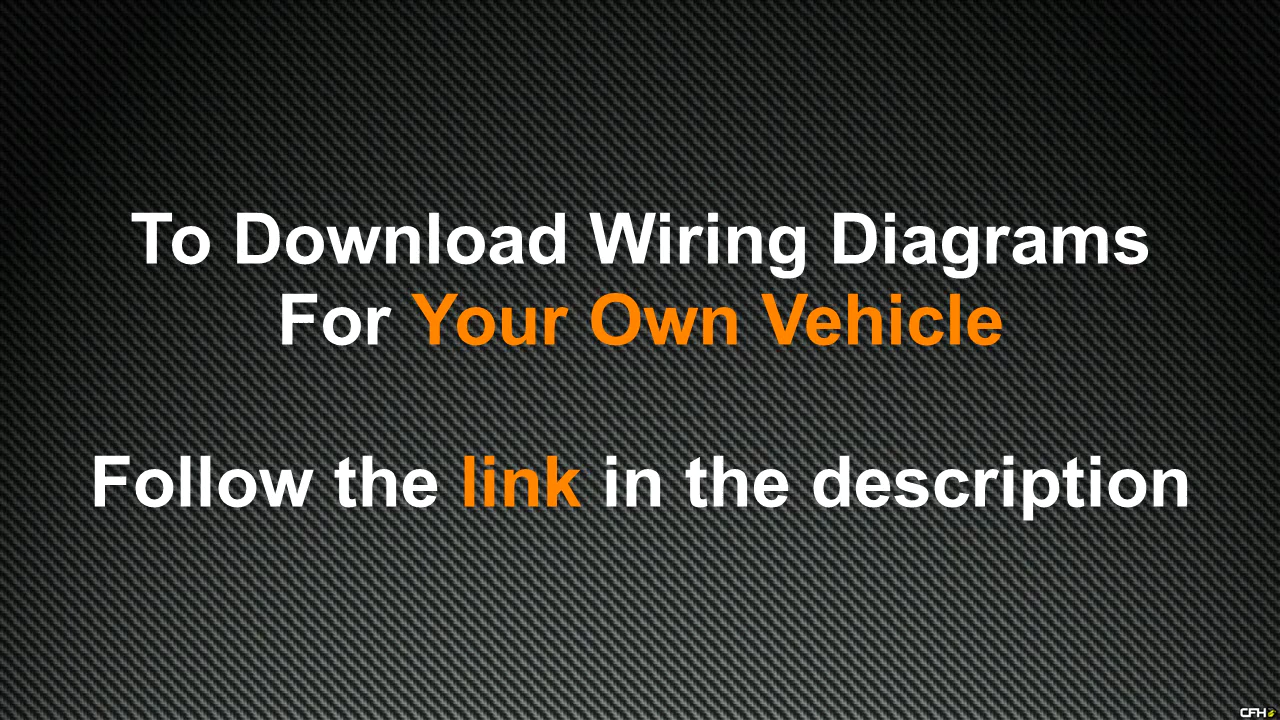 To Download Wiring Diagrams
For Your Own Vehicle
Follow the link in the description
CFH